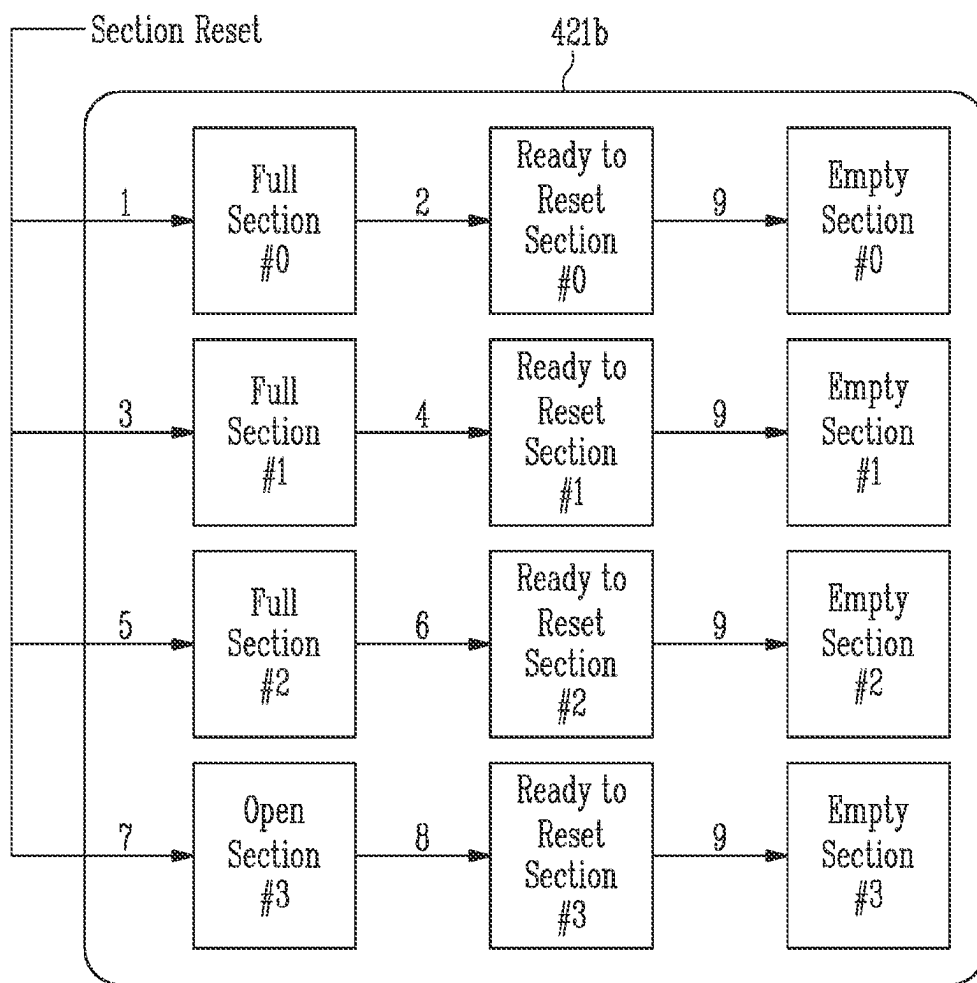 Section Reset
421b
1
Full
Section
#0
2
Ready to
Reset
Section
#0
9
Empty
Section
#0
3
Full
Section
#1
4
Ready to
Reset
Section
#1
9
Empty
Section
#1
5
Full
Section
#2
6
Ready to
Reset
Section
#2
9
Empty
Section
#2
7
Open
Section
#3
8
Ready to
Reset
Section
#3
9
Empty
Section
#3